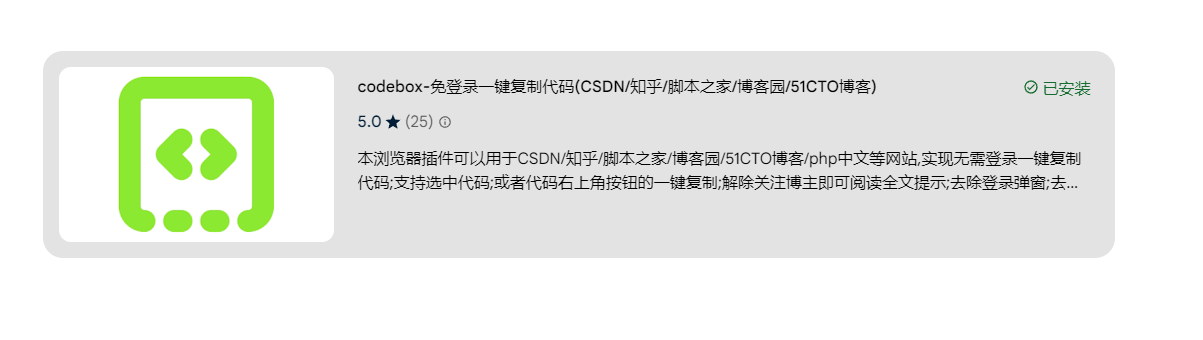 codebox-免登录一键复制代码(CSDN/知乎/脚本之家/博客园/51CTO博客)
已安装
5.0 ★ (25)
本浏览器插件可以用于CSDN/知乎/脚本之家/博客园/51CTO博客/php中文等网站,实现无需登录一键复制
代码;支持选中代码;或者代码右上角按钮的一键复制;解除关注博主即可阅读全文提示;去除登录弹窗;去...